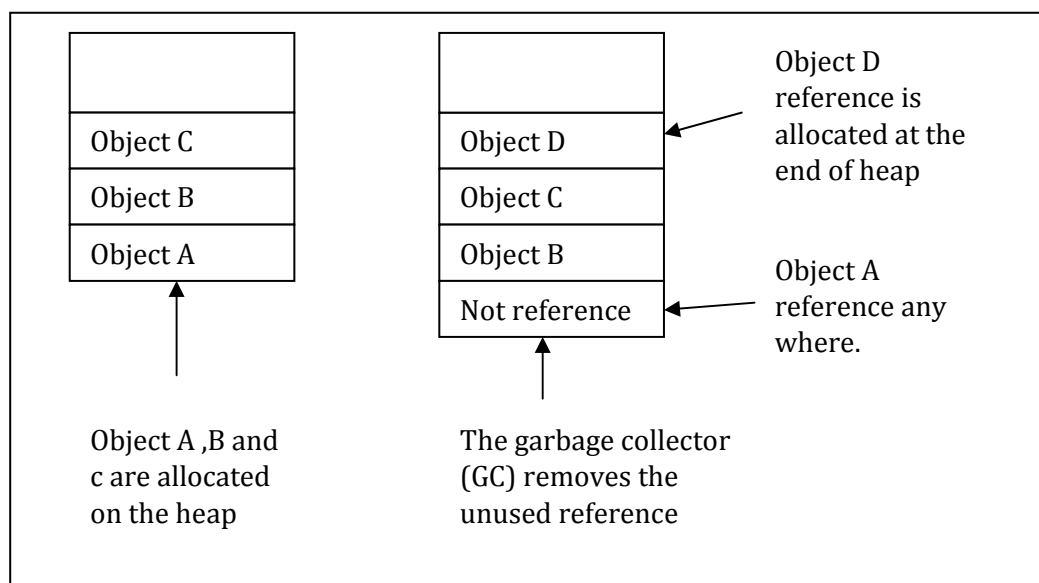 Object C
Object B
Object A
Object A ,B and
c are allocated
on the heap
Object D
Object C
Object B
Not reference
The garbage collector
(GC) removes the
unused reference
Object D
reference is
allocated at the
end of heap
Object A
reference any
where.